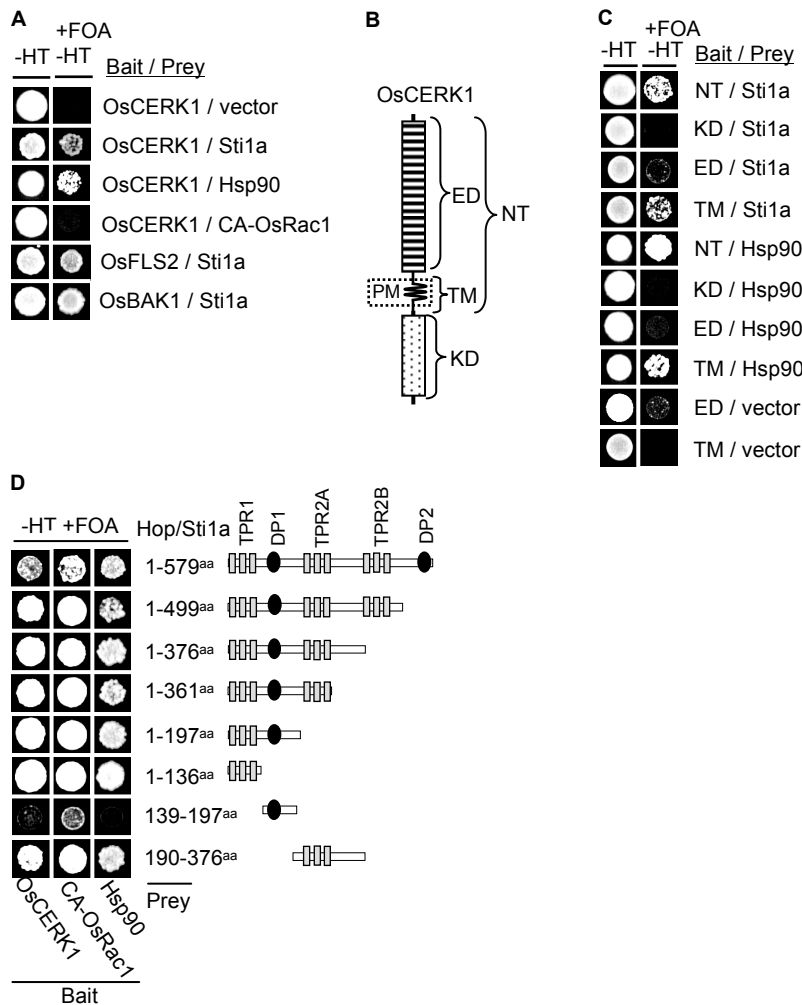 A
+FOA
-HT -HT Bait / Prey
OsCERK1 / vector
OsCERK1 / Sti1a
OsCERK1 / Hsp90
OsCERK1 / CA-OsRac1
OsFLS2 / Sti1a
OsBAK1 / Sti1a
B
OsCERK1
ED
NT
PM
TM
KD
C
+FOA
-HT -HT Bait / Prey
NT / Sti1a
KD / Sti1a
ED / Sti1a
TM / Sti1a
NT / Hsp90
KD / Hsp90
ED / Hsp90
TM / Hsp90
ED / vector
TM / vector
D
-HT +FOA Hop/Sti1a TPR1 DP1 TPR2A TPR2B DP2
1-579aa
1-499aa
1-376aa
1-361aa
1-197aa
1-136aa
139-197aa
190-376aa
Prey
OsCERK1 CA-OsRac1 Hsp90
Bait